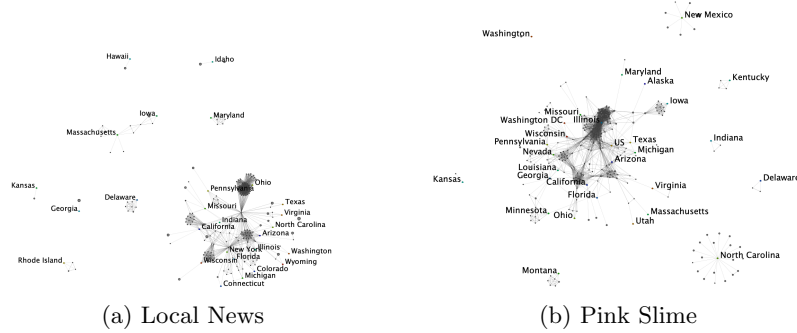 Hawaii
Idaho
Iowa
Maryland
Massachusetts
Kansas
Delaware
Georgia
Pennsylvania
Ohio
Missouri
Texas
Virginia
Indiana
North Carolina
California
Arizona
New York
Illinois
Washington
Florida
Wisconsin
Wyoming
Rhode Island
Colorado
Michigan
Connecticut
(a) Local News
New Mexico
Washington
Maryland
Alaska
Kentucky
Iowa
Missouri
Illinois
Washington DC
Wisconsin
US
Texas
Indiana
Pennsylvania
Nevada
Michigan
Arizona
Louisiana
Georgia
Kansas
California
Virginia
Delaware
Florida
Minnesota
Ohio
Massachusetts
Utah
North Carolina
Montana
(b) Pink Slime